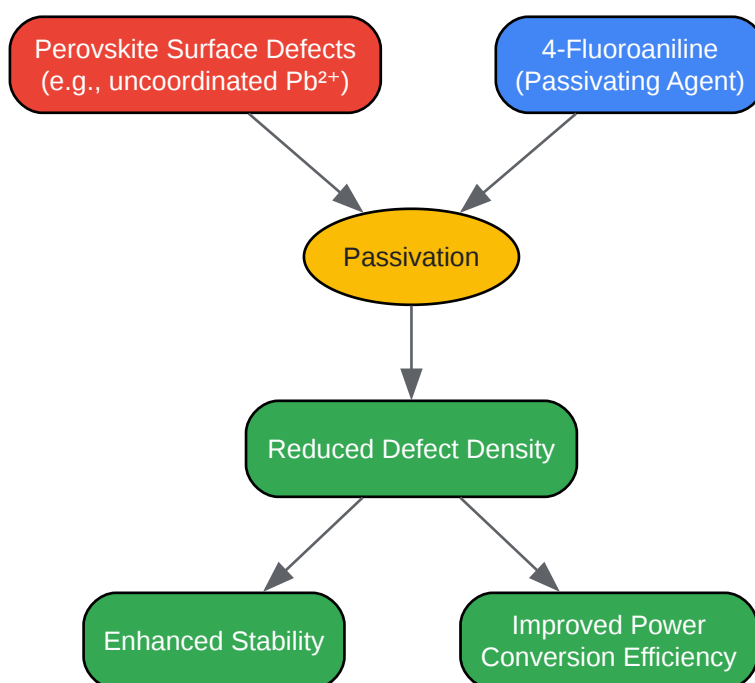 Perovskite Surface Defects
(e.g., uncoordinated Pb²⁺)
4-Fluoroaniline
(Passivating Agent)
Passivation
Reduced Defect Density
Enhanced Stability
Improved Power
Conversion Efficiency